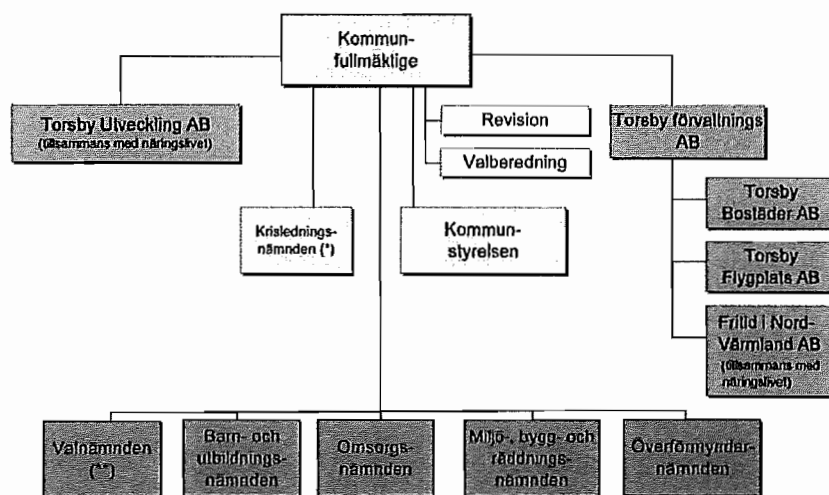 Kommun-
fullmäktige
Torsby Utveckling AB
(tillsammans med näringslivet)
Revision
Valberedning
Torsby förvaltnings
AB
Krislednings-
nämnden (*)
Kommun-
styrelsen
Torsby
Bostäder AB
Torsby
Flygplats AB
Fritid i Nord-
Värmland AB
(tillsammans med
näringslivet)
Valnämnden
(**)
Barn- och
utbildnings-
nämnden
Omsorgs-
nämnden
Miljö-, bygg- och
räddnings-
nämnden
Överförmyndar-
nämnden